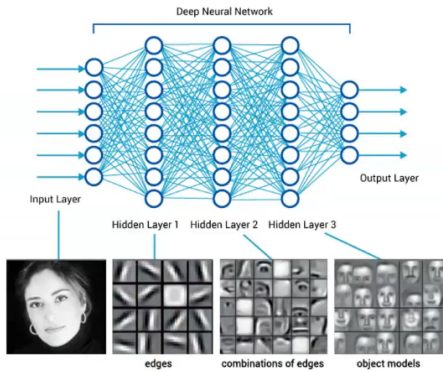 Deep Neural Network
Input Layer
Output Layer
Hidden Layer 1 Hidden Layer 2 Hidden Layer 3
edges
combinations of edges
object models